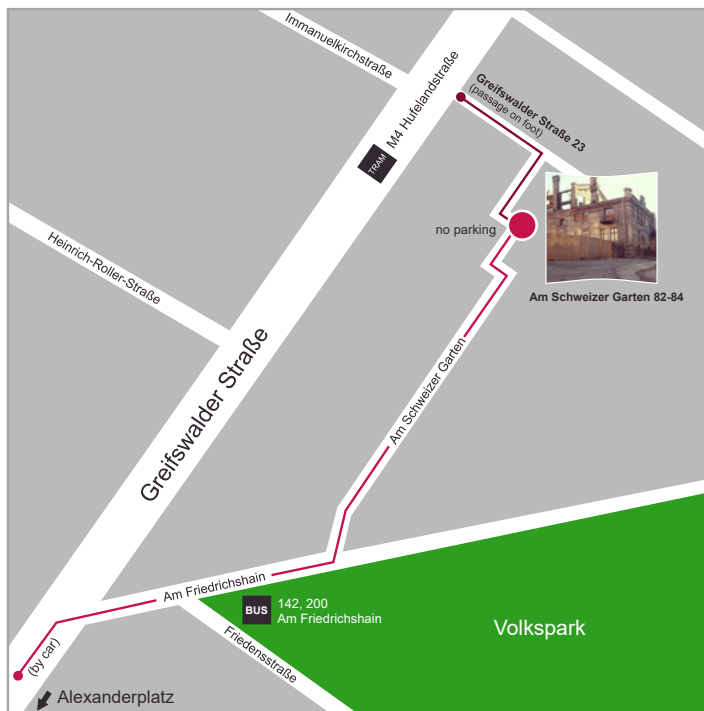 Immanuelkirchstraße
M4 Hufelandstraße
TRAM
Greifswalder Straße 23
(passage on foot)
no parking
Am Schweizer Garten 82-84
Heinrich-Roller-Straße
Greifswalder Straße
Am Schweizer Garten
Am Friedrichshain
BUS
142, 200
Am Friedrichshain
Volkspark
Friedensstraße
(by car)
Alexanderplatz